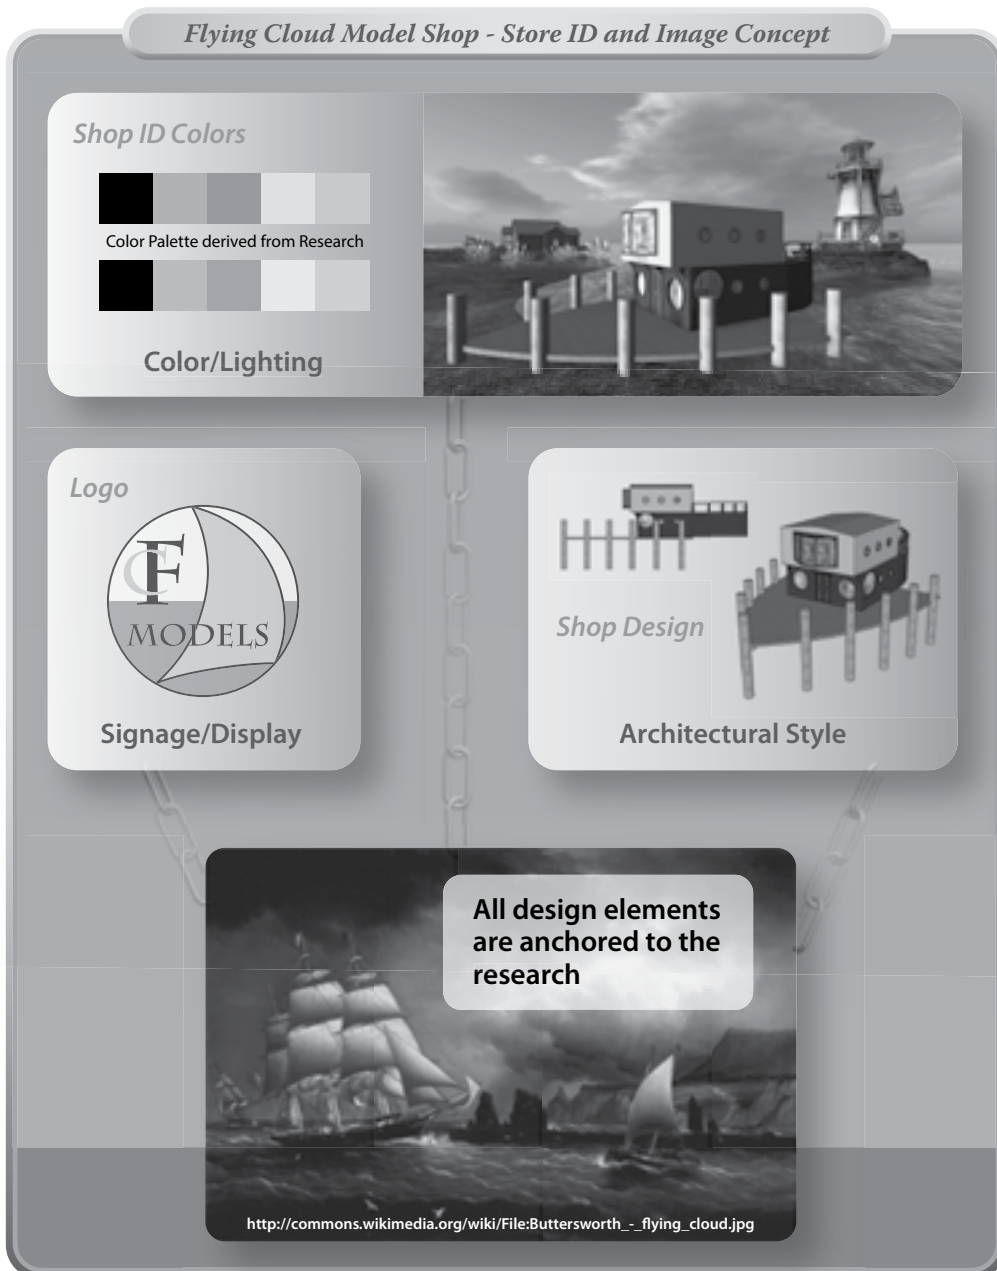 Flying Cloud Model Shop - Store ID and Image Concept
Shop ID Colors
Color Palette derived from Research
Color/Lighting
Logo
CF
MODELS
Signage/Display
Shop Design
Architectural Style
All design elements
are anchored to the
research
http://commons.wikimedia.org/wiki/File:Buttersworth_-_flying_cloud.jpg